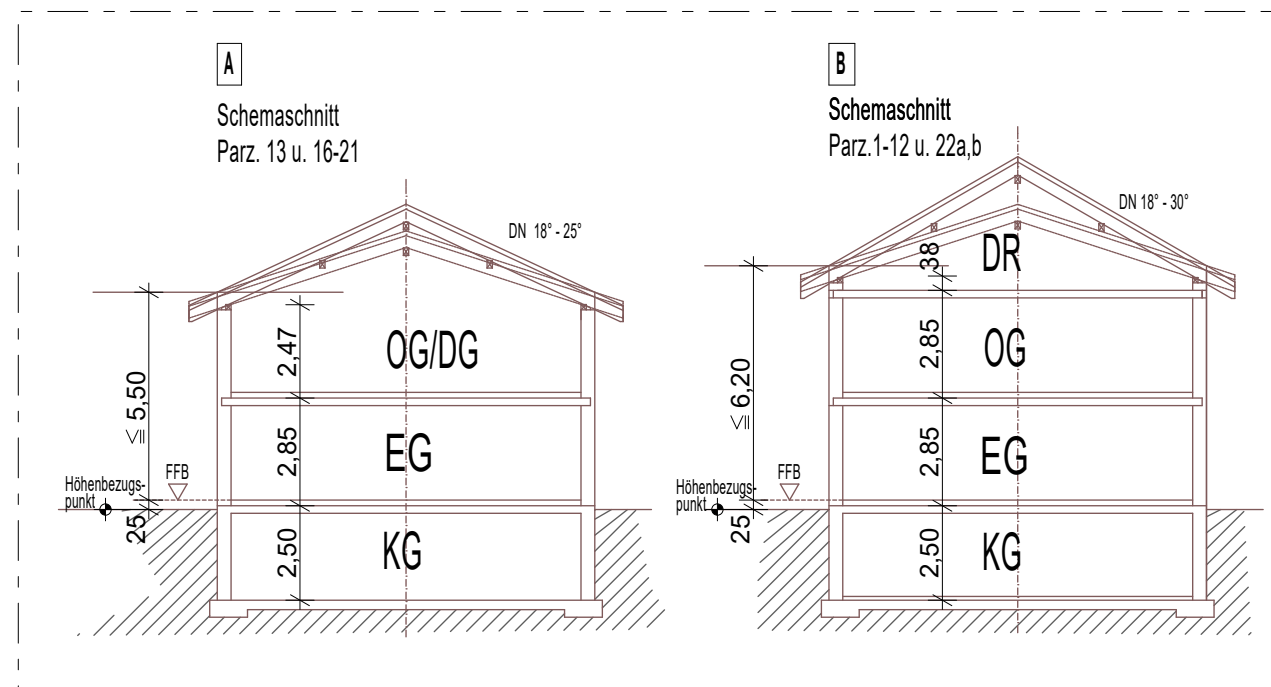 A
Schemaschnitt
Parz. 13 u. 16-21
DN 18° - 25°
2,47
OG/DG
≤ 5,50
2,85
EG
FFB
Höhenbezugs-
punkt
25
2,50
KG
B
Schemaschnitt
Parz.1-12 u. 22a,b
DN 18° - 30°
38
DR
2,85
OG
≤ 6,20
2,85
EG
FFB
Höhenbezugs-
punkt
25
2,50
KG